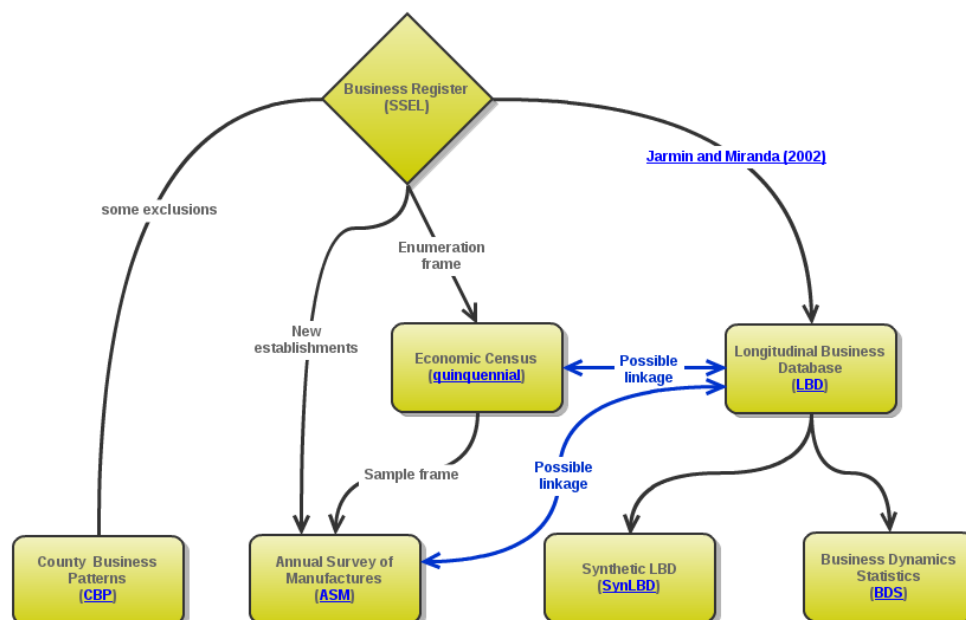 Business Register
(SSEL)
Jarmin and Miranda (2002)
some exclusions
Enumeration
frame
New
establishments
Economic Census
(quinquennial)
Possible
linkage
Longitudinal Business
Database
(LBD)
Sample frame
Possible
linkage
County Business
Patterns
(CBP)
Annual Survey of
Manufactures
(ASM)
Synthetic LBD
(SynLBD)
Business Dynamics
Statistics
(BDS)